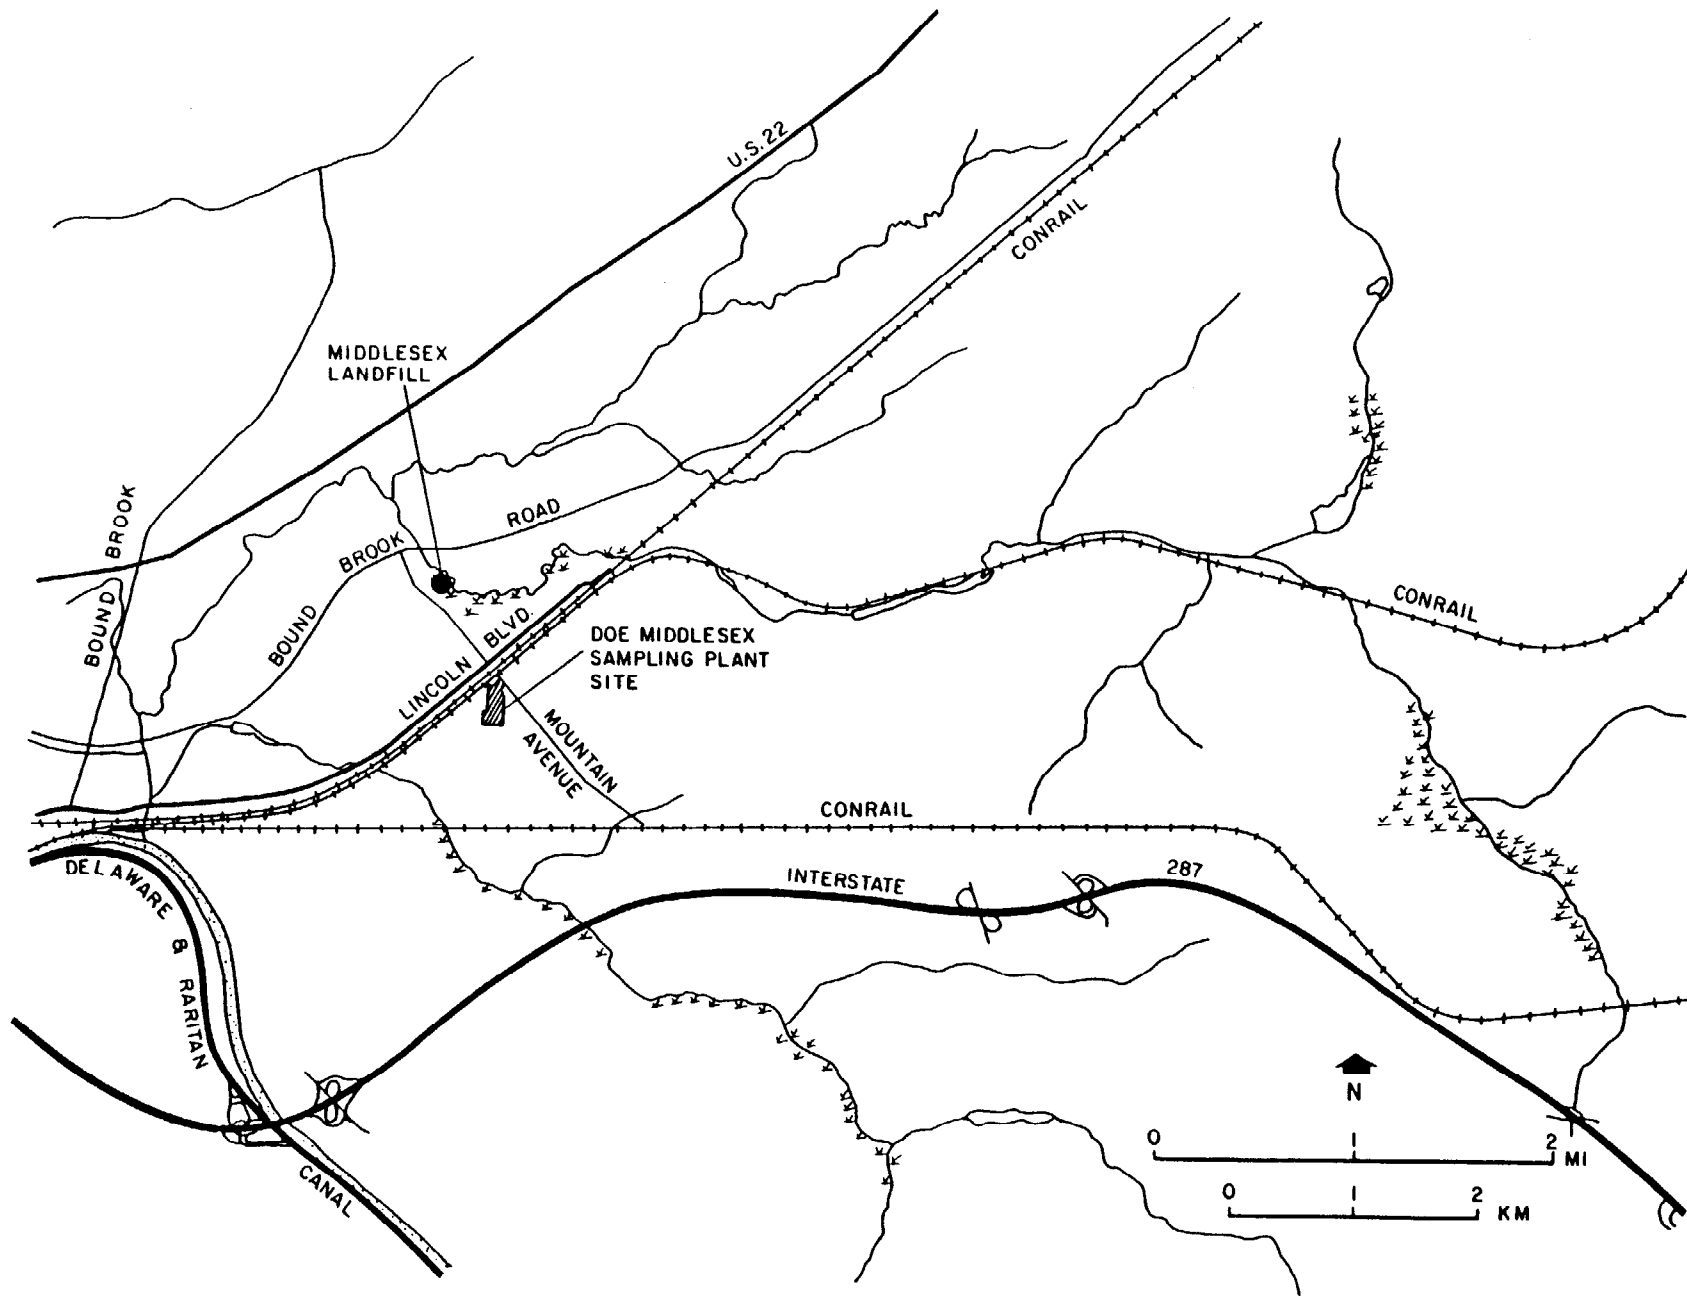 U.S. 22
CONRAIL
MIDDLESEX
LANDFILL
BOUND BROOK
BOUND BROOK ROAD
CONRAIL
LINCOLN BLVD.
DOE MIDDLESEX
SAMPLING PLANT
SITE
MOUNTAIN
AVENUE
CONRAIL
INTERSTATE 287
DELAWARE & RARITAN CANAL
N
0 1 2 MI
0 1 2 KM